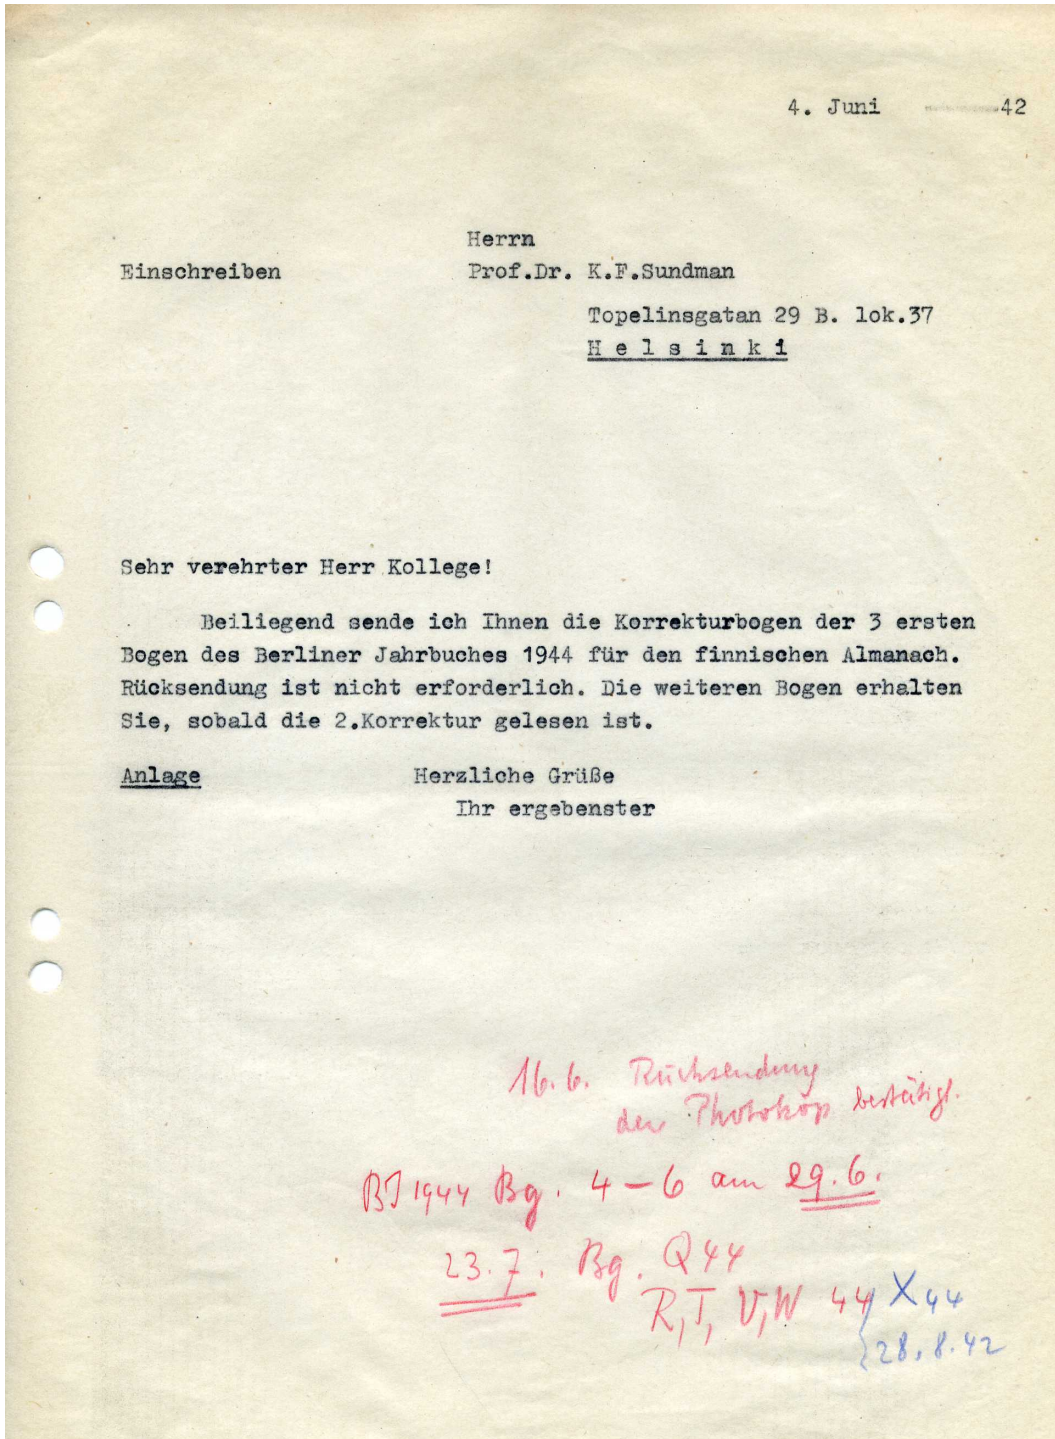 4. Juni 42
Herrn
Einschreiben Prof.Dr. K.F.Sundman
Topelinsgatan 29 B. lok.37
Helsinki
Sehr verehrter Herr Kollege!
Beiliegend sende ich Ihnen die Korrekturbogen der 3 ersten
Bogen des Berliner Jahrbuches 1944 für den finnischen Almanach.
Rücksendung ist nicht erforderlich. Die weiteren Bogen erhalten
Sie, sobald die 2.Korrektur gelesen ist.
Anlage Herzliche Grüße
Ihr ergebenster
16.6. Rücksendung
der Photokop bestätigt.
BJ 1944 Bg. 4-6 am 29.6.
23.7. Bg. Q 44
R, T, V, W 44 X 44
28.8.42